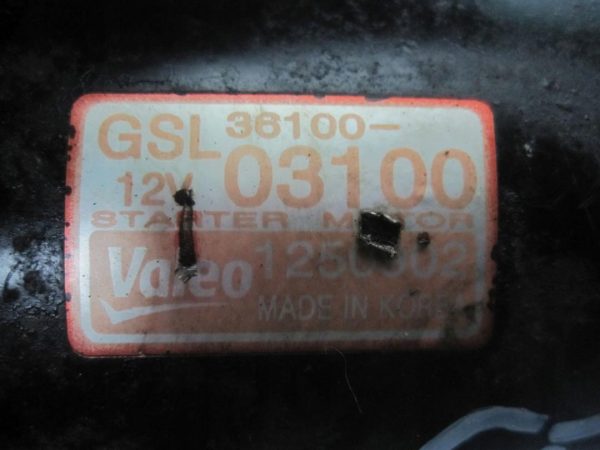 GSL 36100-
12V 03100
STARTER MOTOR
Valeo
MADE IN KOREA